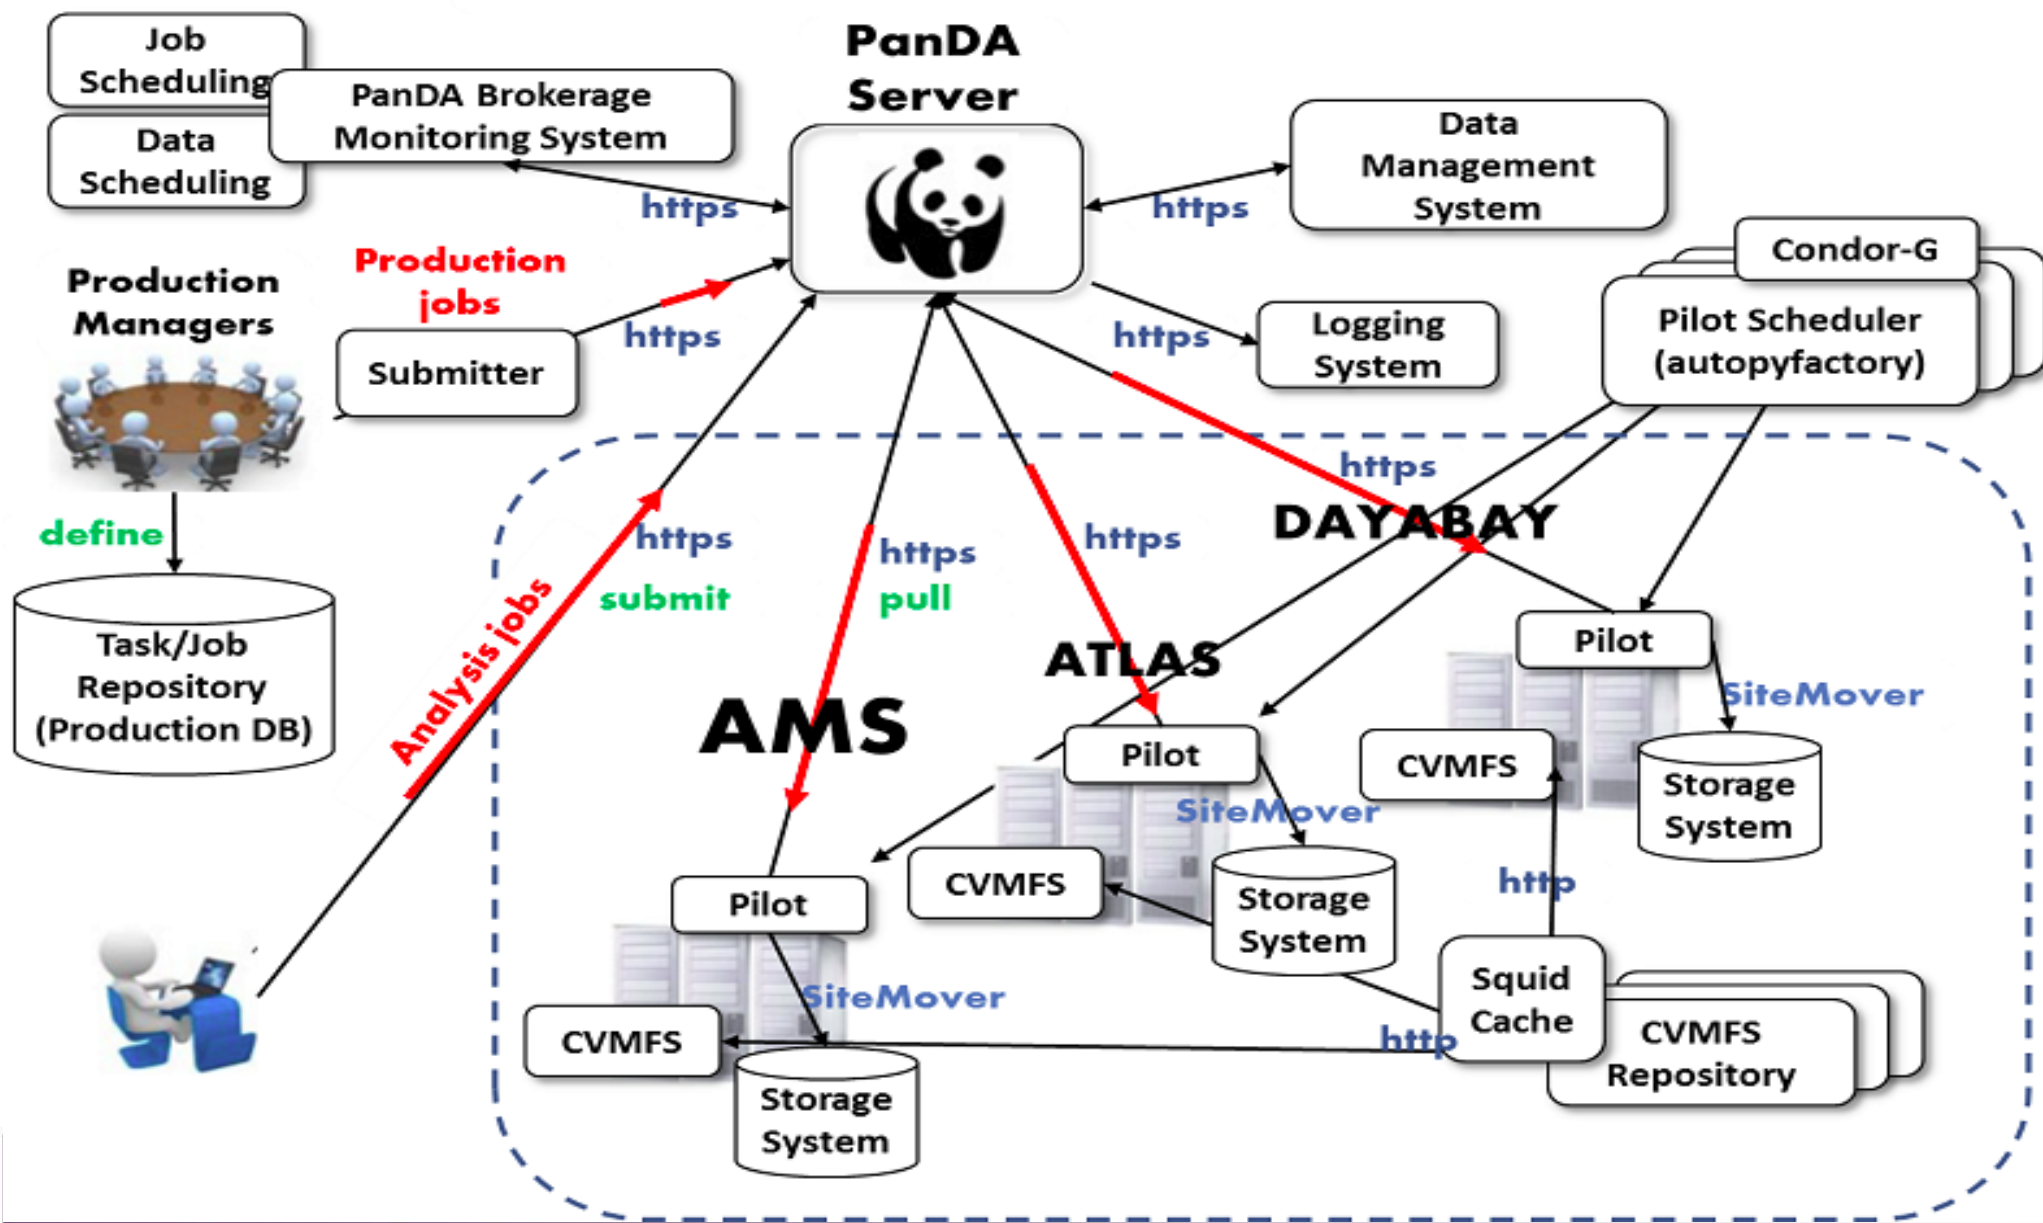 Job
Scheduling
Data
Scheduling
PanDA Brokerage
Monitoring System
PanDA
Server
Data
Management
System
https
https
Condor-G
Pilot Scheduler
(autopyfactory)
Production
Managers
Production
jobs
https
Submitter
https
Logging
System
define
Task/Job
Repository
(Production DB)
Analysis jobs
https
submit
https
pull
https
https
DAYABAY
ATLAS
AMS
Pilot
SiteMover
CVMFS
Storage
System
Pilot
SiteMover
CVMFS
Storage
System
Pilot
SiteMover
CVMFS
Storage
System
http
http
Squid
Cache
CVMFS
Repository